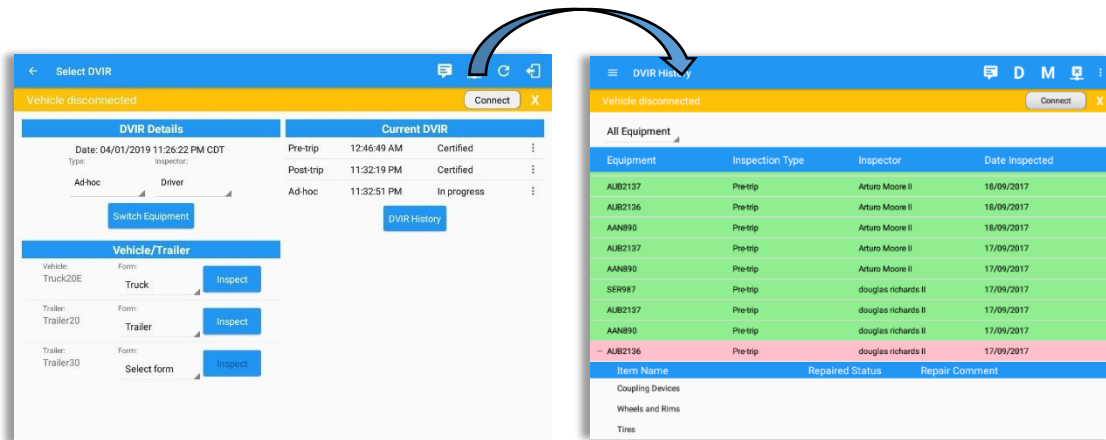 Select DVIR
Vehicle disconnected Connect X
DVIR Details
Date: 04/01/2019 11:26:22 PM CDT
Type: Inspector:
Ad-hoc Driver
Switch Equipment
Current DVIR
Pre-trip 12:46:49 AM Certified
Post-trip 11:32:19 PM Certified
Ad-hoc 11:32:51 PM In progress
DVIR History
Vehicle/Trailer
Vehicle: Form:
Truck20E Truck Inspect
Trailer: Form:
Trailer20 Trailer Inspect
Trailer: Form:
Trailer30 Select form Inspect
DVIR History D M
Vehicle disconnected Connect X
All Equipment
Equipment Inspection Type Inspector Date Inspected
AUB2137 Pre-trip Arturo Moore II 18/09/2017
AUB2136 Pre-trip Arturo Moore II 18/09/2017
AAN890 Pre-trip Arturo Moore II 18/09/2017
AUB2137 Pre-trip Arturo Moore II 17/09/2017
AAN890 Pre-trip Arturo Moore II 17/09/2017
SER987 Pre-trip douglas richards II 17/09/2017
AUB2137 Pre-trip douglas richards II 17/09/2017
AAN890 Pre-trip douglas richards II 17/09/2017
AUB2136 Pre-trip douglas richards II 17/09/2017
Item Name Repaired Status Repair Comment
Coupling Devices
Wheels and Rims
Tires